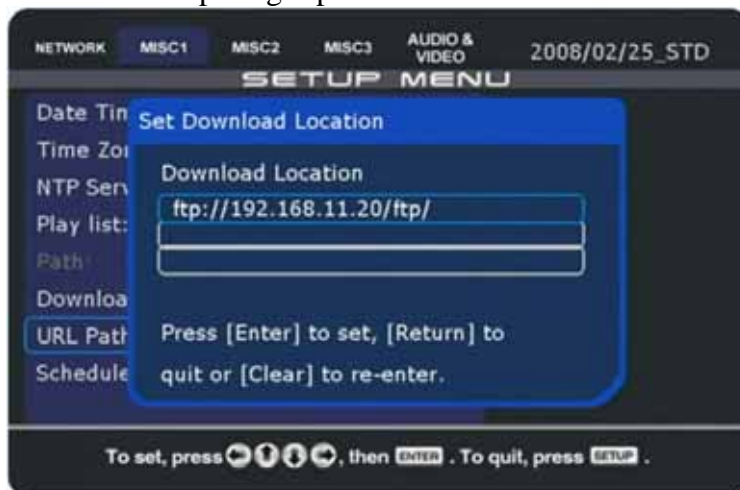 NETWORK MISC1 MISC2 MISC3 AUDIO & VIDEO 2008/02/25_STD
SETUP MENU
Date Tim
Set Download Location
Time Zon
Download Location
NTP Serv
ftp://192.168.11.20/ftp/
Play list:
Path:
Downloa
URL Path
Press [Enter] to set, [Return] to
Schedule
quit or [Clear] to re-enter.
To set, press , then ENTER . To quit, press SETUP .